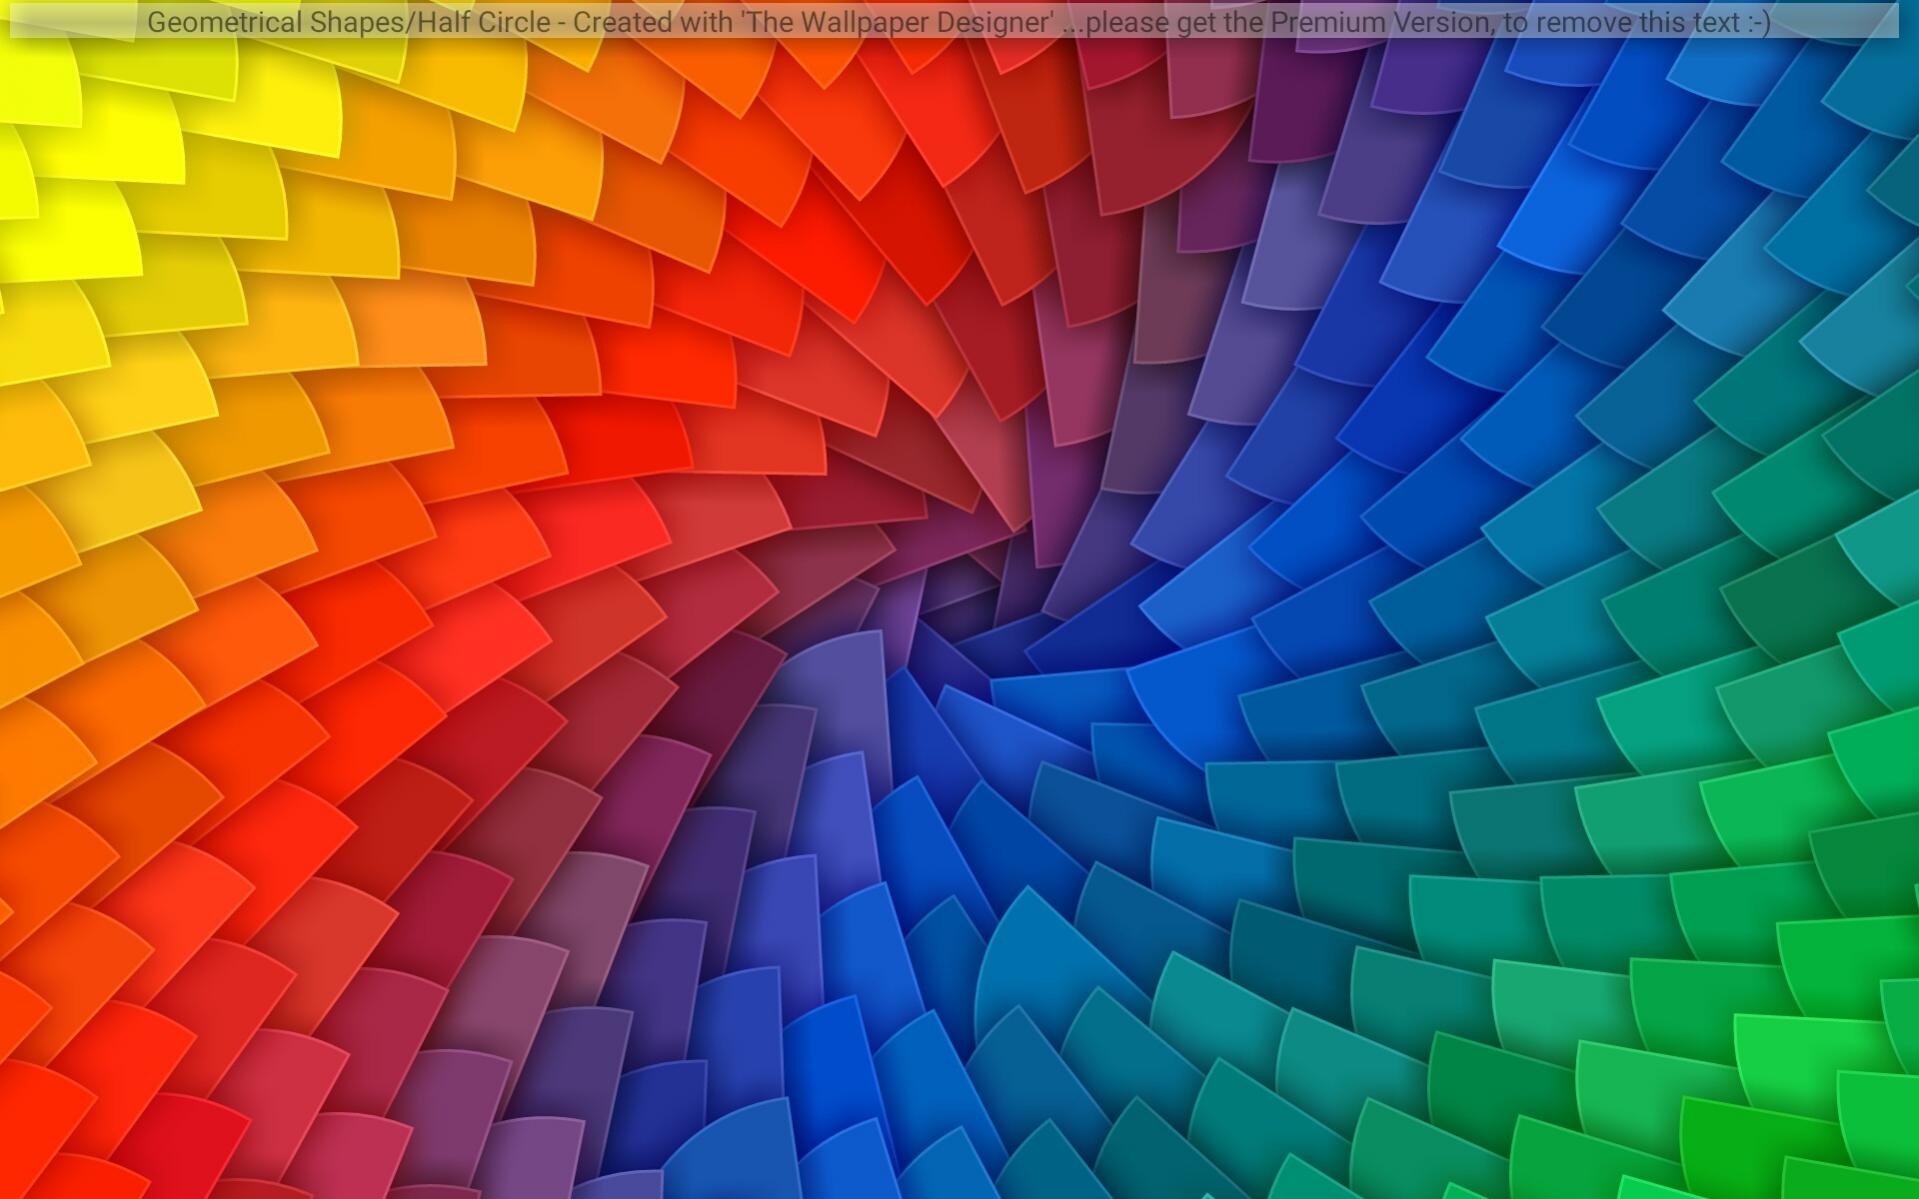 Geometrical Shapes/Half Circle - Created with 'The Wallpaper Designer' ...please get the Premium Version, to remove this text :-)